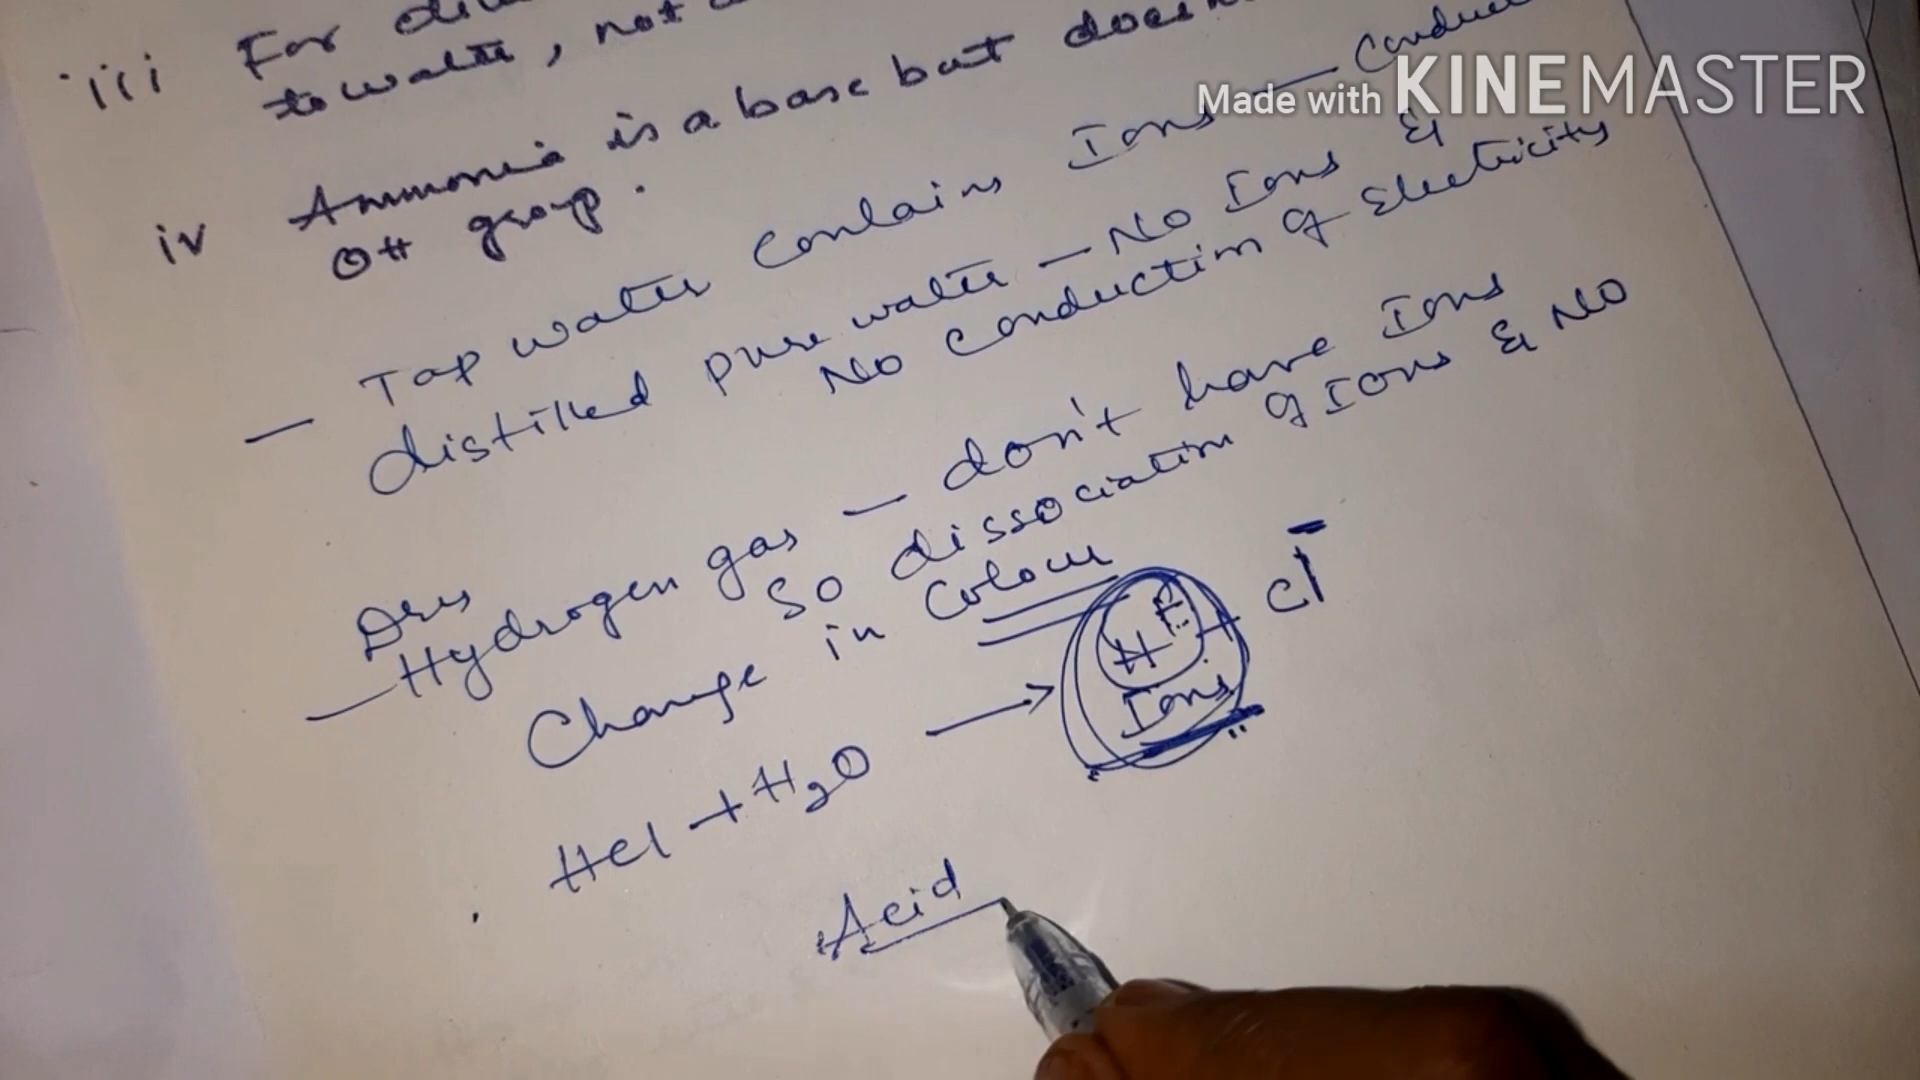 iii For
to water, not
iv Ammonia is a base but does
OH group.
— Tap water contains Ions — Conduc
distilled pure water — No Ions &
No conduction of Electricity
Dry
— Hydrogen gas — don't have Ions
So dissociation of Ions & NO
Change in Colour
HCl + H2O → H + Cl-
Ions
Acid
Made with KINEMASTER